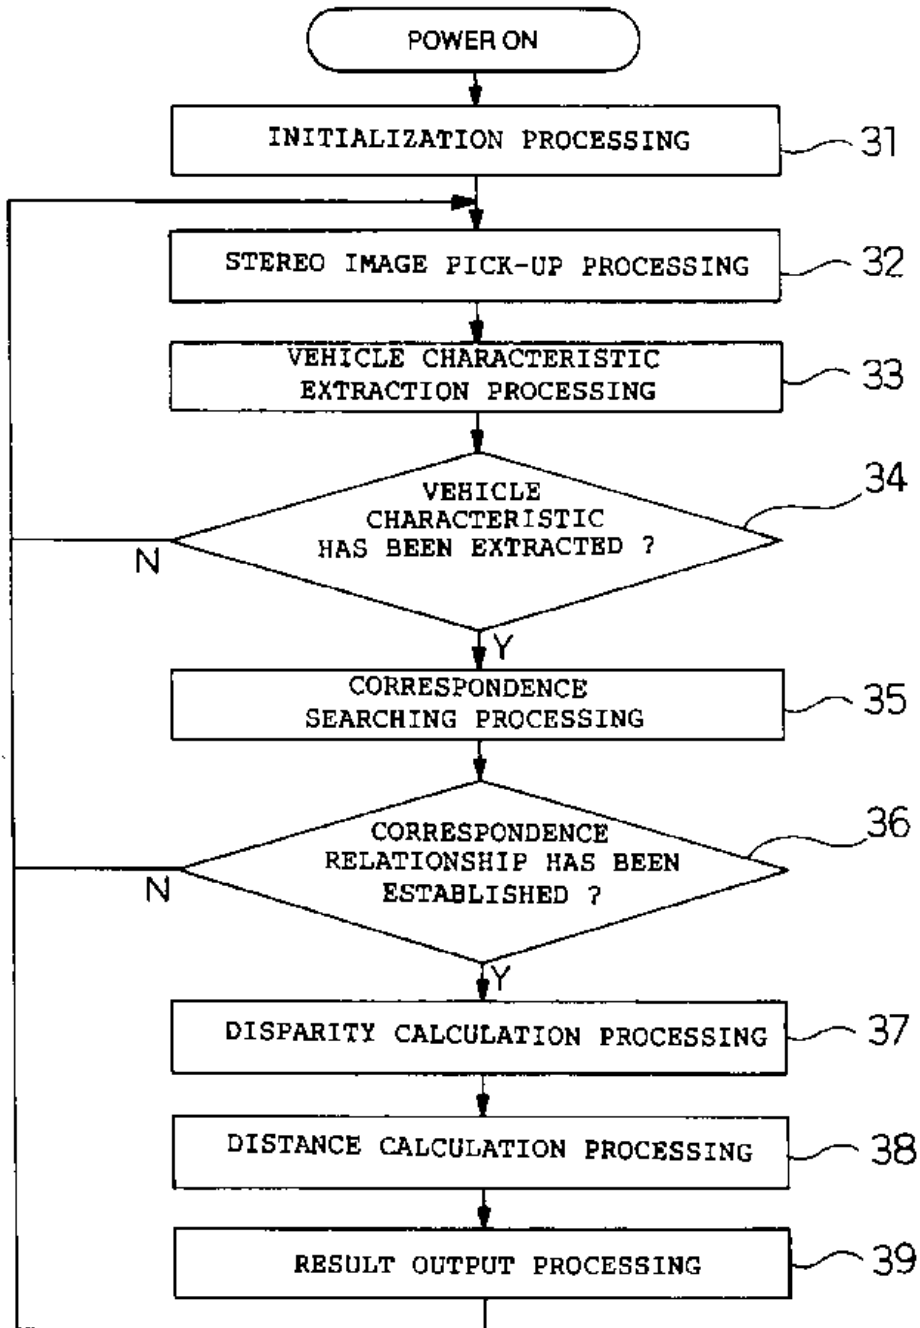 POWER ON
INITIALIZATION PROCESSING
31
STEREO IMAGE PICK-UP PROCESSING
32
VEHICLE CHARACTERISTIC
EXTRACTION PROCESSING
33
VEHICLE
CHARACTERISTIC
HAS BEEN EXTRACTED ?
34
N
Y
CORRESPONDENCE
SEARCHING PROCESSING
35
CORRESPONDENCE
RELATIONSHIP HAS BEEN
ESTABLISHED ?
36
N
Y
DISPARITY CALCULATION PROCESSING
37
DISTANCE CALCULATION PROCESSING
38
RESULT OUTPUT PROCESSING
39